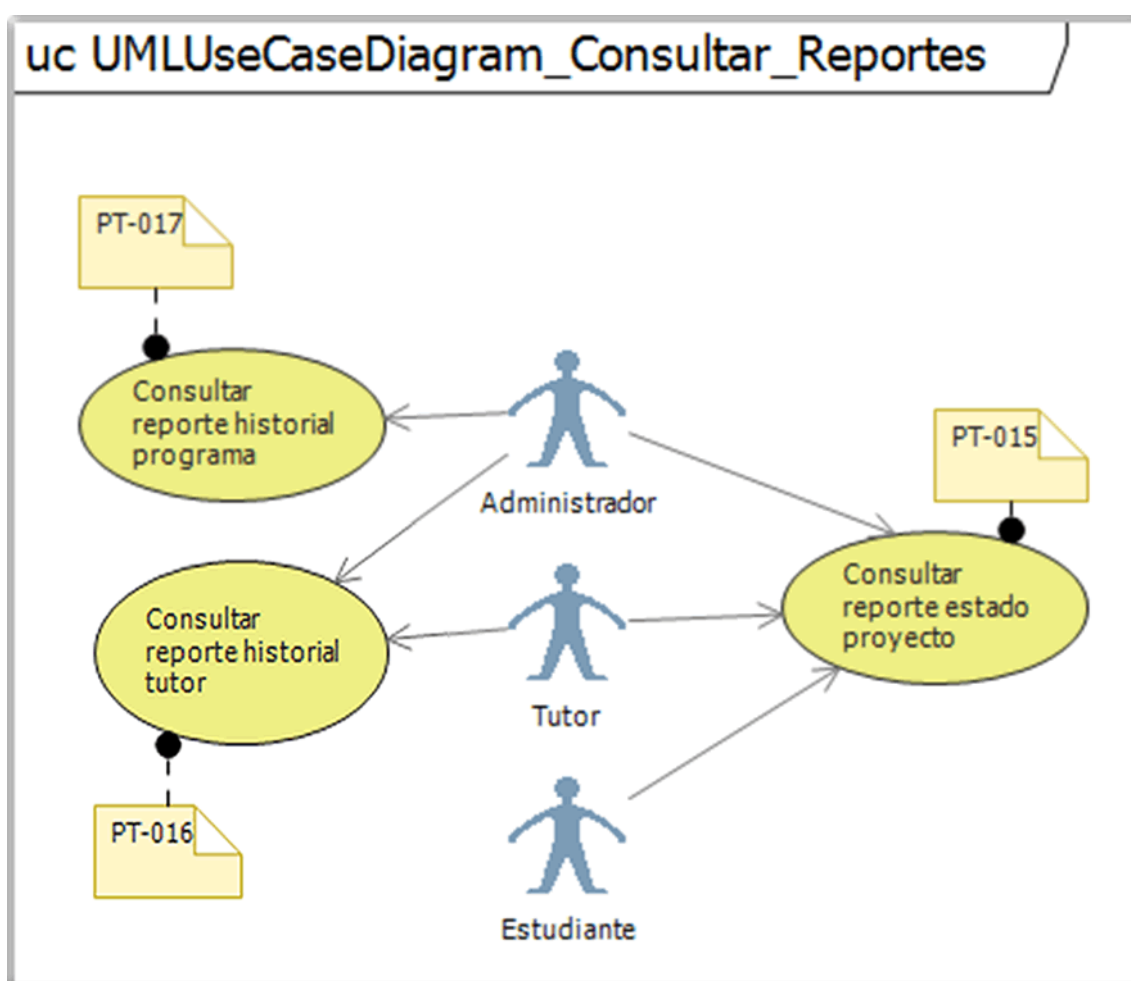 uc UMLUseCaseDiagram_Consultar_Reportes
PT-017
Consultar
reporte historial
programa
Administrador
PT-015
Consultar
reporte estado
proyecto
Consultar
reporte historial
tutor
Tutor
PT-016
Estudiante